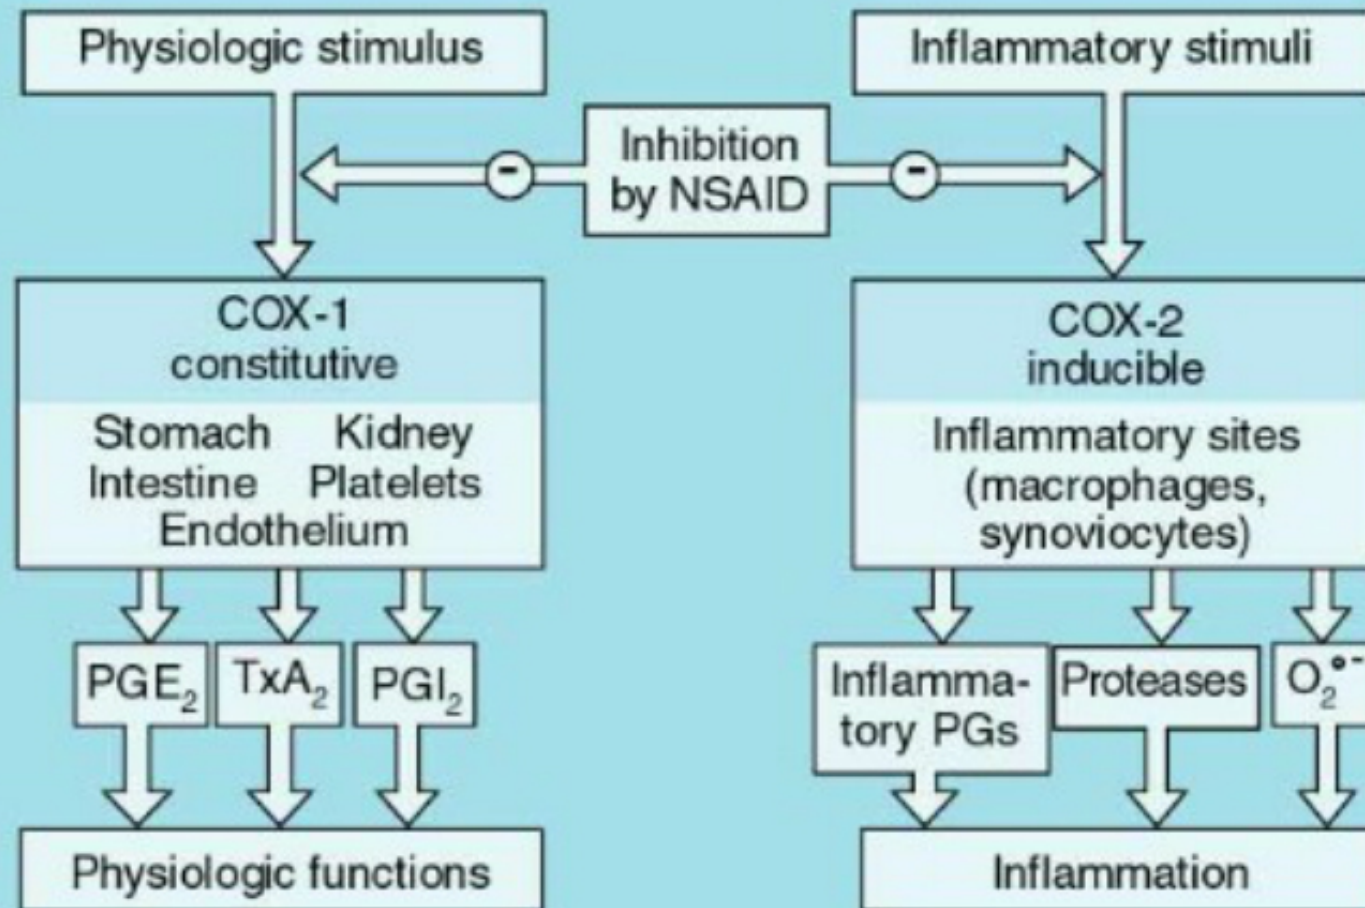 Physiologic stimulus
Inflammatory stimuli
Inhibition
by NSAID
-
-
COX-1
constitutive
Stomach Kidney
Intestine Platelets
Endothelium
COX-2
inducible
Inflammatory sites
(macrophages,
synoviocytes)
PGE₂
TxA₂
PGI₂
Inflamma-
tory PGs
Proteases
O₂•-
Physiologic functions
Inflammation